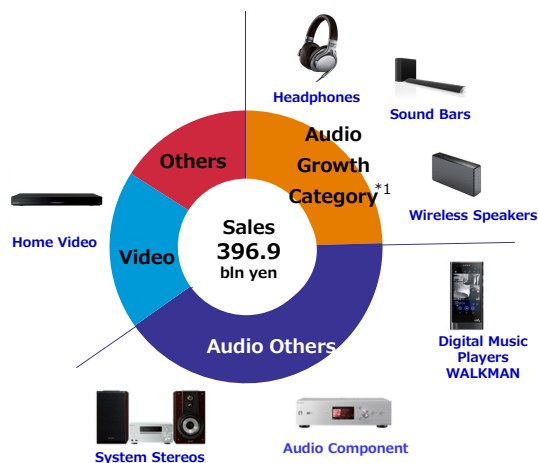 Headphones
Sound Bars
Audio
Growth
Category*1
Others
Wireless Speakers
Sales
396.9
bln yen
Home Video
Video
Audio Others
Digital Music
Players
WALKMAN
Audio Component
System Stereos